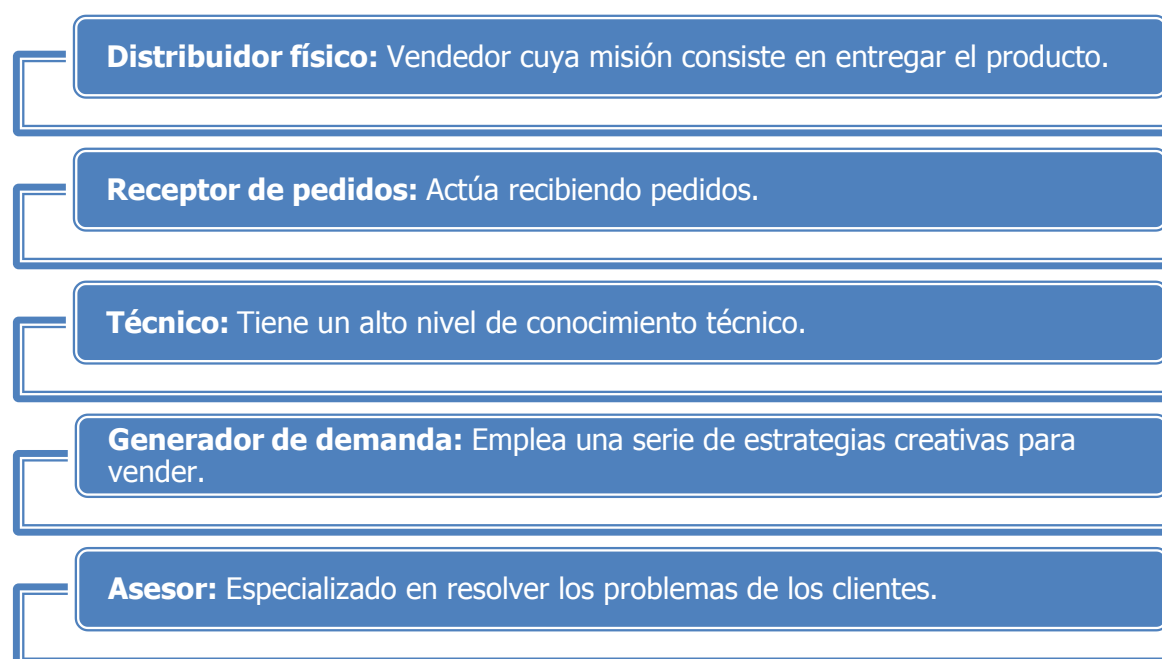 Distribuidor físico: Vendedor cuya misión consiste en entregar el producto.
Receptor de pedidos: Actúa recibiendo pedidos.
Técnico: Tiene un alto nivel de conocimiento técnico.
Generador de demanda: Emplea una serie de estrategias creativas para
vender.
Asesor: Especializado en resolver los problemas de los clientes.